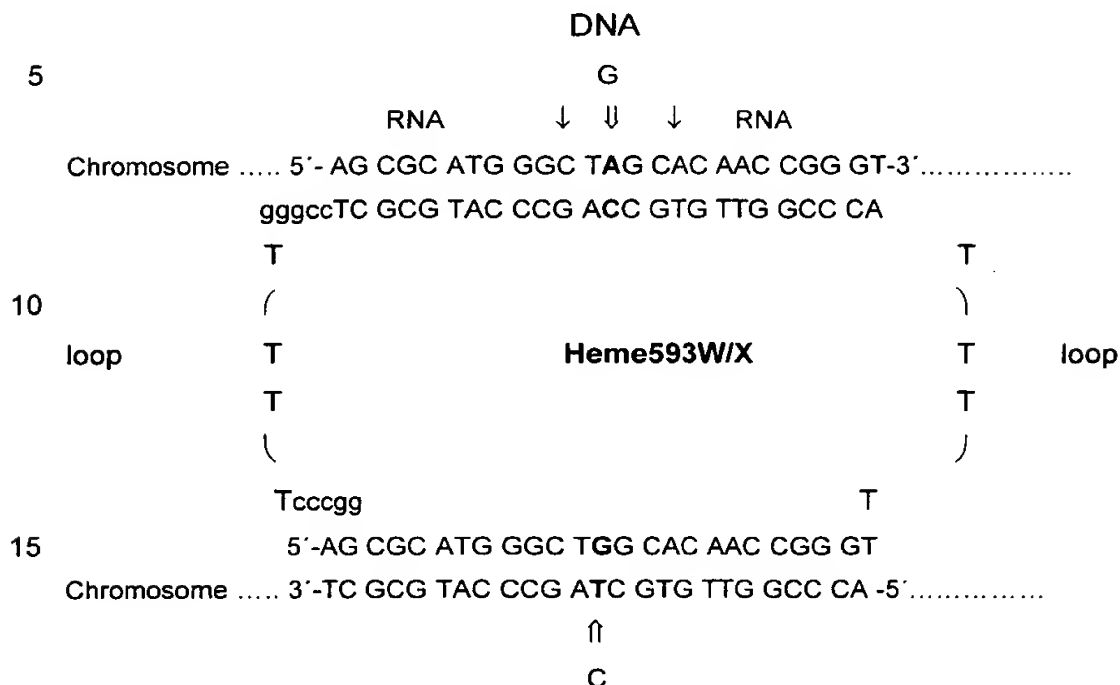 DNA
5 G
RNA ↓ ⇓ ↓ RNA
Chromosome ..... 5´- AG CGC ATG GGC TAG CAC AAC CGG GT-3´.................
gggccTC GCG TAC CCG ACC GTG TTG GCC CA
T T
10 ( )
loop T Heme593W/X T loop
T T
( )
Tcccgg T
15 5´-AG CGC ATG GGC TGG CAC AAC CGG GT
Chromosome ..... 3´-TC GCG TAC CCG ATC GTG TTG GCC CA -5´...............
⇑
C